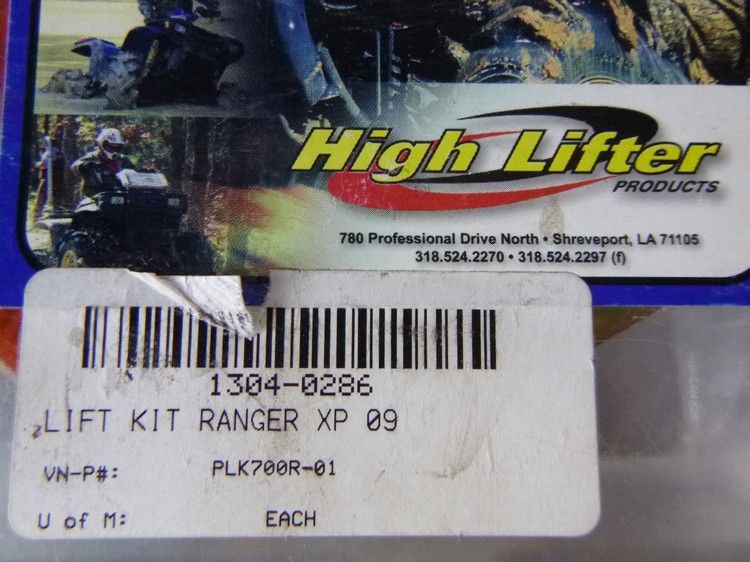 High Lifter
PRODUCTS
780 Professional Drive North • Shreveport, LA 71105
318.524.2270 • 318.524.2297 (f)
1304-0286
LIFT KIT RANGER XP 09
VN-P#: PLK700R-01
U of M: EACH